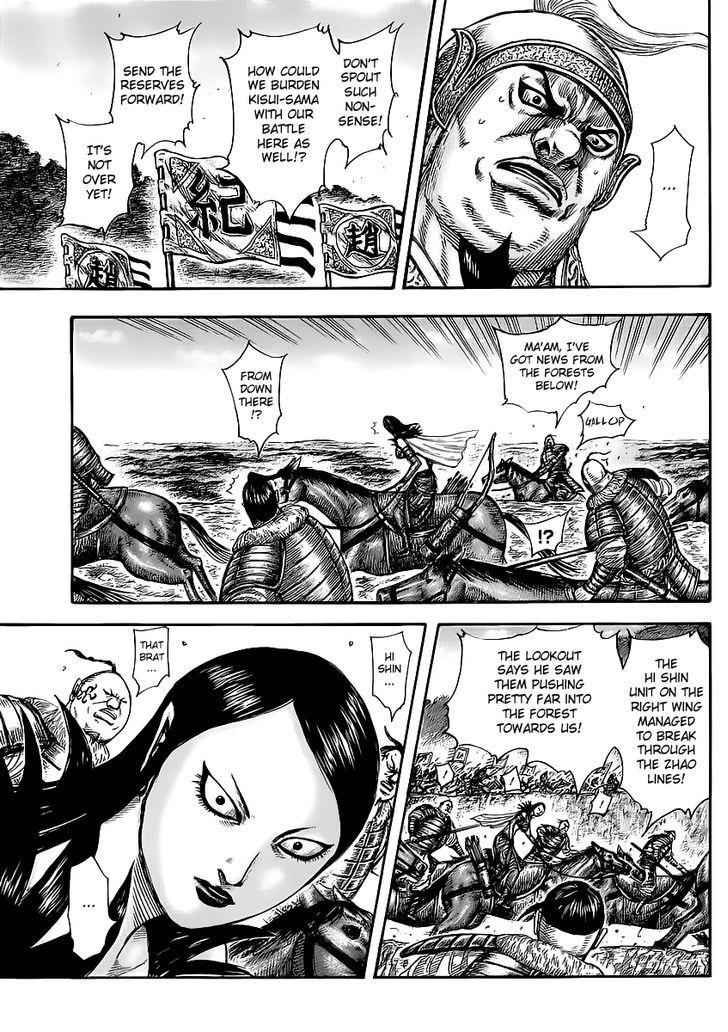 ...
DON'T
SPOUT
SUCH
NON-
SENSE!
HOW COULD
WE BURDEN
KISUI-SAMA
WITH OUR
BATTLE
HERE AS
WELL!?
SEND THE
RESERVES
FORWARD!
IT'S
NOT
OVER
YET!
紀
趙
趙
MA'AM, I'VE
GOT NEWS FROM
THE FORESTS
BELOW!
GALLOP
FROM
DOWN
THERE
!?
!?
THE
HI SHIN
UNIT ON THE
RIGHT WING
MANAGED
TO BREAK
THROUGH
THE ZHAO
LINES!
THE LOOKOUT
SAYS HE SAW
THEM PUSHING
PRETTY FAR INTO
THE FOREST
TOWARDS US!
HI
SHIN
...
THAT
BRAT
...
...